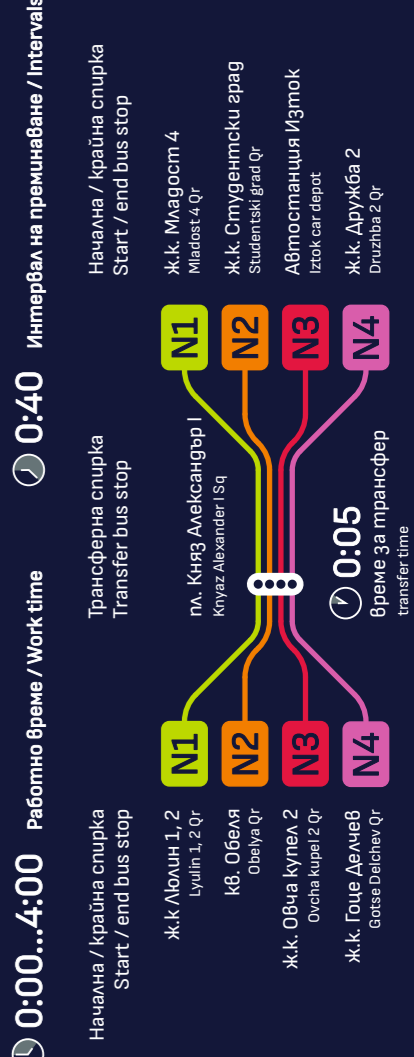 0:00...4:00 Работно време / Work time
0:40 Интервал на преминаване / Intervals
Начална / крайна спирка
Start / end bus stop
Трансферна спирка
Transfer bus stop
Начална / крайна спирка
Start / end bus stop
ж.к Люлин 1, 2
Lyulin 1, 2 Qr
N1
пл. Княз Александър I
Knyaz Alexander I Sq
N1
ж.к. Младост 4
Mladost 4 Qr
кв. Обеля
Obelya Qr
N2
N2
ж.к. Студентски град
Studentski grad Qr
ж.к. Овча купел 2
Ovcha kupel 2 Qr
N3
N3
Автостанция Изток
Iztok car depot
ж.к. Гоце Делчев
Gotse Delchev Qr
N4
0:05
време за трансфер
transfer time
N4
ж.к. Дружба 2
Druzhba 2 Qr